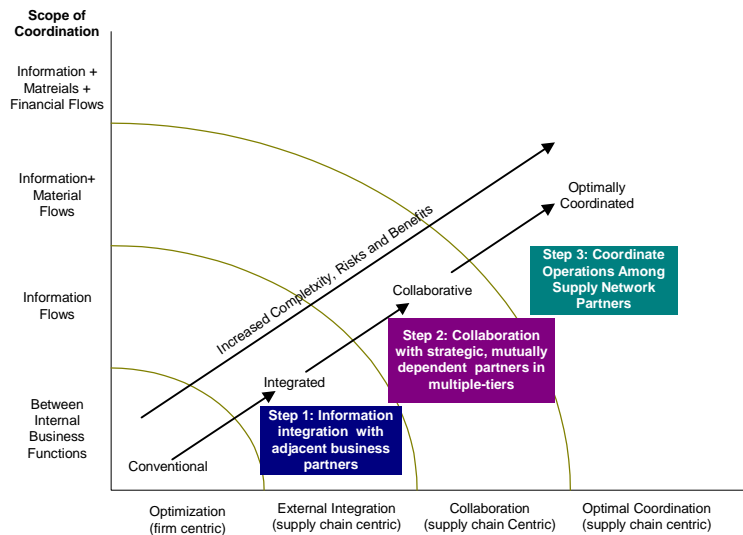 Scope of
Coordination
Information +
Matreials +
Financial Flows
Information+
Material
Flows
Information
Flows
Between
Internal
Business
Functions
Increased Completxity, Risks and Benefits
Optimally
Coordinated
Step 3: Coordinate
Operations Among
Supply Network
Partners
Collaborative
Step 2: Collaboration
with strategic, mutually
dependent partners in
multiple-tiers
Integrated
Step 1: Information
integration with
adjacent business
partners
Conventional
Optimization
(firm centric)
External Integration
(supply chain centric)
Collaboration
(supply chain Centric)
Optimal Coordination
(supply chain centric)